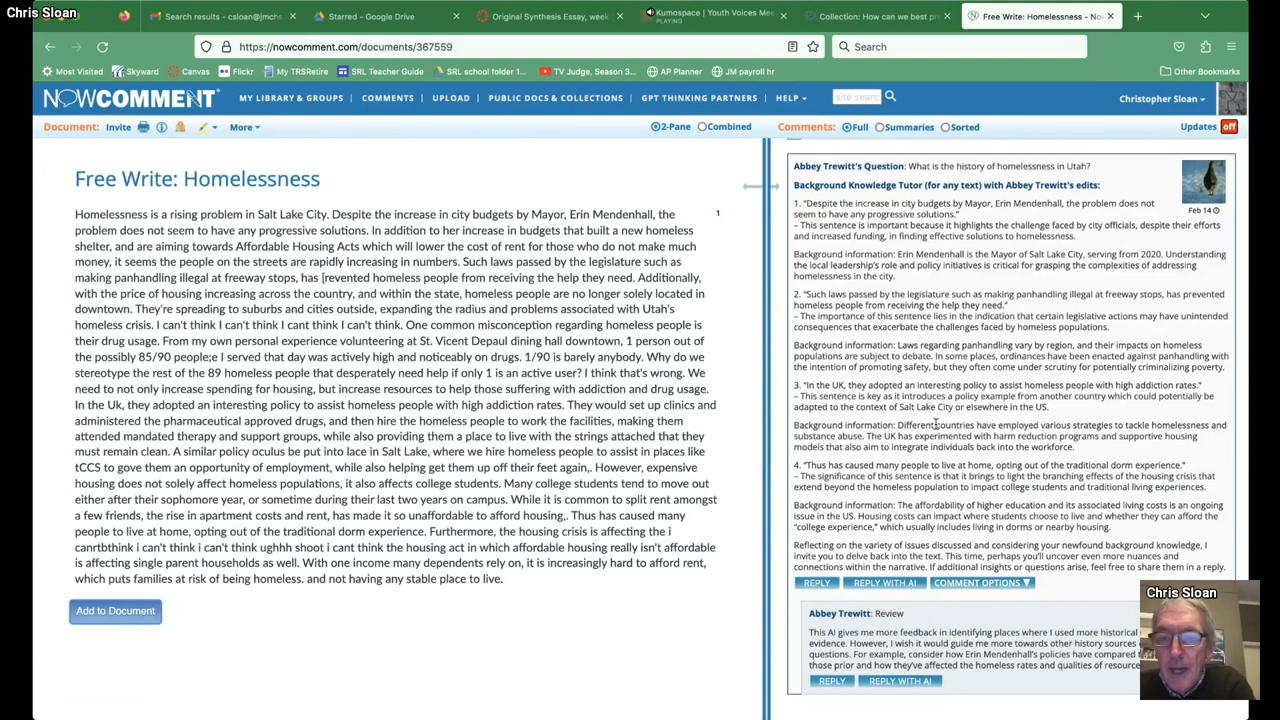 Chris Sloan
Search results - csloan@jmchs
Starred - Google Drive
Original Synthesis Essay, week
Kumospace | Youth Voices Mee
PLAYING
Collection: How can we best pr
Free Write: Homelessness - Now
https://nowcomment.com/documents/367559
Search
Most Visited
Skyward
Canvas
Flickr
My TRSRetire
SRL Teacher Guide
SRL school folder 1...
TV Judge, Season 3...
AP Planner
JM payroll hr
Other Bookmarks
NOWCOMMENT
MY LIBRARY & GROUPS
COMMENTS
UPLOAD
PUBLIC DOCS & COLLECTIONS
GPT THINKING PARTNERS
HELP
site searc
Christopher Sloan
Document: Invite
More
2-Pane
Combined
Comments: Full Summaries Sorted
Updates off
Free Write: Homelessness
Homelessness is a rising problem in Salt Lake City. Despite the increase in city budgets by Mayor, Erin Mendenhall, the
1
problem does not seem to have any progressive solutions. In addition to her increase in budgets that built a new homeless
shelter, and are aiming towards Affordable Housing Acts which will lower the cost of rent for those who do not make much
money, it seems the people on the streets are rapidly increasing in numbers. Such laws passed by the legislature such as
making panhandling illegal at freeway stops, has [revented homeless people from receiving the help they need. Additionally,
with the price of housing increasing across the country, and within the state, homeless people are no longer solely located in
downtown. They're spreading to suburbs and cities outside, expanding the radius and problems associated with Utah's
homeless crisis. I can't think I can't think I cant think I can't think. One common misconception regarding homeless people is
their drug usage. From my own personal experience volunteering at St. Vicent Depaul dining hall downtown, 1 person out of
the possibly 85/90 people;e I served that day was actively high and noticeably on drugs. 1/90 is barely anybody. Why do we
stereotype the rest of the 89 homeless people that desperately need help if only 1 is an active user? I think that's wrong. We
need to not only increase spending for housing, but increase resources to help those suffering with addiction and drug usage.
In the Uk, they adopted an interesting policy to assist homeless people with high addiction rates. They would set up clinics and
administered the pharmaceutical approved drugs, and then hire the homeless people to work the facilities, making them
attended mandated therapy and support groups, while also providing them a place to live with the strings attached that they
must remain clean. A similar policy oculus be put into lace in Salt Lake, where we hire homeless people to assist in places like
tCCS to gove them an opportunity of employment, while also helping get them up off their feet again,. However, expensive
housing does not solely affect homeless populations, it also affects college students. Many college students tend to move out
either after their sophomore year, or sometime during their last two years on campus. While it is common to split rent amongst
a few friends, the rise in apartment costs and rent, has made it so unaffordable to afford housing,. Thus has caused many
people to live at home, opting out of the traditional dorm experience. Furthermore, the housing crisis is affecting the i
canrtbthink i can't think i can't think ughhh shoot i cant think the housing act in which affordable housing really isn't affordable
is affecting single parent households as well. With one income many dependents rely on, it is increasingly hard to afford rent,
which puts families at risk of being homeless. and not having any stable place to live.
Add to Document
Abbey Trewitt's Question: What is the history of homelessness in Utah?
Background Knowledge Tutor (for any text) with Abbey Trewitt's edits:
Feb 14
1. "Despite the increase in city budgets by Mayor, Erin Mendenhall, the problem does not
seem to have any progressive solutions."
– This sentence is important because it highlights the challenge faced by city officials, despite their efforts
and increased funding, in finding effective solutions to homelessness.
Background information: Erin Mendenhall is the Mayor of Salt Lake City, serving from 2020. Understanding
the local leadership's role and policy initiatives is critical for grasping the complexities of addressing
homelessness in the city.
2. "Such laws passed by the legislature such as making panhandling illegal at freeway stops, has prevented
homeless people from receiving the help they need."
– The importance of this sentence lies in the indication that certain legislative actions may have unintended
consequences that exacerbate the challenges faced by homeless populations.
Background information: Laws regarding panhandling vary by region, and their impacts on homeless
populations are subject to debate. In some places, ordinances have been enacted against panhandling with
the intention of promoting safety, but they often come under scrutiny for potentially criminalizing poverty.
3. "In the UK, they adopted an interesting policy to assist homeless people with high addiction rates."
– This sentence is key as it introduces a policy example from another country which could potentially be
adapted to the context of Salt Lake City or elsewhere in the US.
Background information: Different countries have employed various strategies to tackle homelessness and
substance abuse. The UK has experimented with harm reduction programs and supportive housing
models that also aim to integrate individuals back into the workforce.
4. "Thus has caused many people to live at home, opting out of the traditional dorm experience."
– The significance of this sentence is that it brings to light the branching effects of the housing crisis that
extend beyond the homeless population to impact college students and traditional living experiences.
Background information: The affordability of higher education and its associated living costs is an ongoing
issue in the US. Housing costs can impact where students choose to live and whether they can afford the
"college experience," which usually includes living in dorms or nearby housing.
Reflecting on the variety of issues discussed and considering your newfound background knowledge, I
invite you to delve back into the text. This time, perhaps you'll uncover even more nuances and
connections within the narrative. If additional insights or questions arise, feel free to share them in a reply.
REPLY
REPLY WITH AI
COMMENT OPTIONS
Abbey Trewitt: Review
This AI gives me more feedback in identifying places where I used more historical
evidence. However, I wish it would guide me more towards other history sources
questions. For example, consider how Erin Mendenhall's policies have compared
those prior and how they've affected the homeless rates and qualities of resource
REPLY
REPLY WITH AI
Chris Sloan